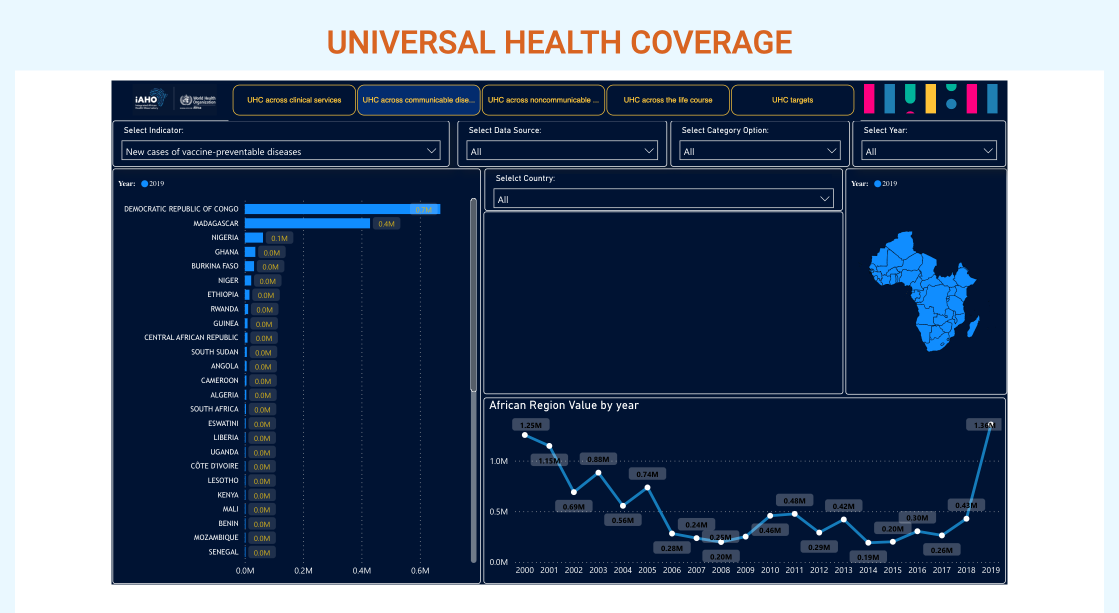 UNIVERSAL HEALTH COVERAGE
iAHO
World Health
Organization
UHC across clinical services
UHC across communicable dise...
UHC across noncommunicable ...
UHC across the life course
UHC targets
Select Indicator:
New cases of vaccine-preventable diseases
Select Data Source:
All
Select Category Option:
All
Select Year:
All
Year: 2019
DEMOCRATIC REPUBLIC OF CONGO 0.7M
MADAGASCAR 0.4M
NIGERIA 0.1M
GHANA 0.0M
BURKINA FASO 0.0M
NIGER 0.0M
ETHIOPIA 0.0M
RWANDA 0.0M
GUINEA 0.0M
CENTRAL AFRICAN REPUBLIC 0.0M
SOUTH SUDAN 0.0M
ANGOLA 0.0M
CAMEROON 0.0M
ALGERIA 0.0M
SOUTH AFRICA 0.0M
ESWATINI 0.0M
LIBERIA 0.0M
UGANDA 0.0M
CÔTE D'IVOIRE 0.0M
LESOTHO 0.0M
KENYA 0.0M
MALI 0.0M
BENIN 0.0M
MOZAMBIQUE 0.0M
SENEGAL 0.0M
0.0M 0.2M 0.4M 0.6M
Selelct Country:
All
Year: 2019
African Region Value by year
1.0M
0.5M
0.0M
1.25M
1.15M
0.69M
0.88M
0.56M
0.74M
0.28M
0.24M
0.20M
0.25M
0.46M
0.48M
0.29M
0.42M
0.19M
0.20M
0.30M
0.26M
0.43M
1.36M
2000 2001 2002 2003 2004 2005 2006 2007 2008 2009 2010 2011 2012 2013 2014 2015 2016 2017 2018 2019